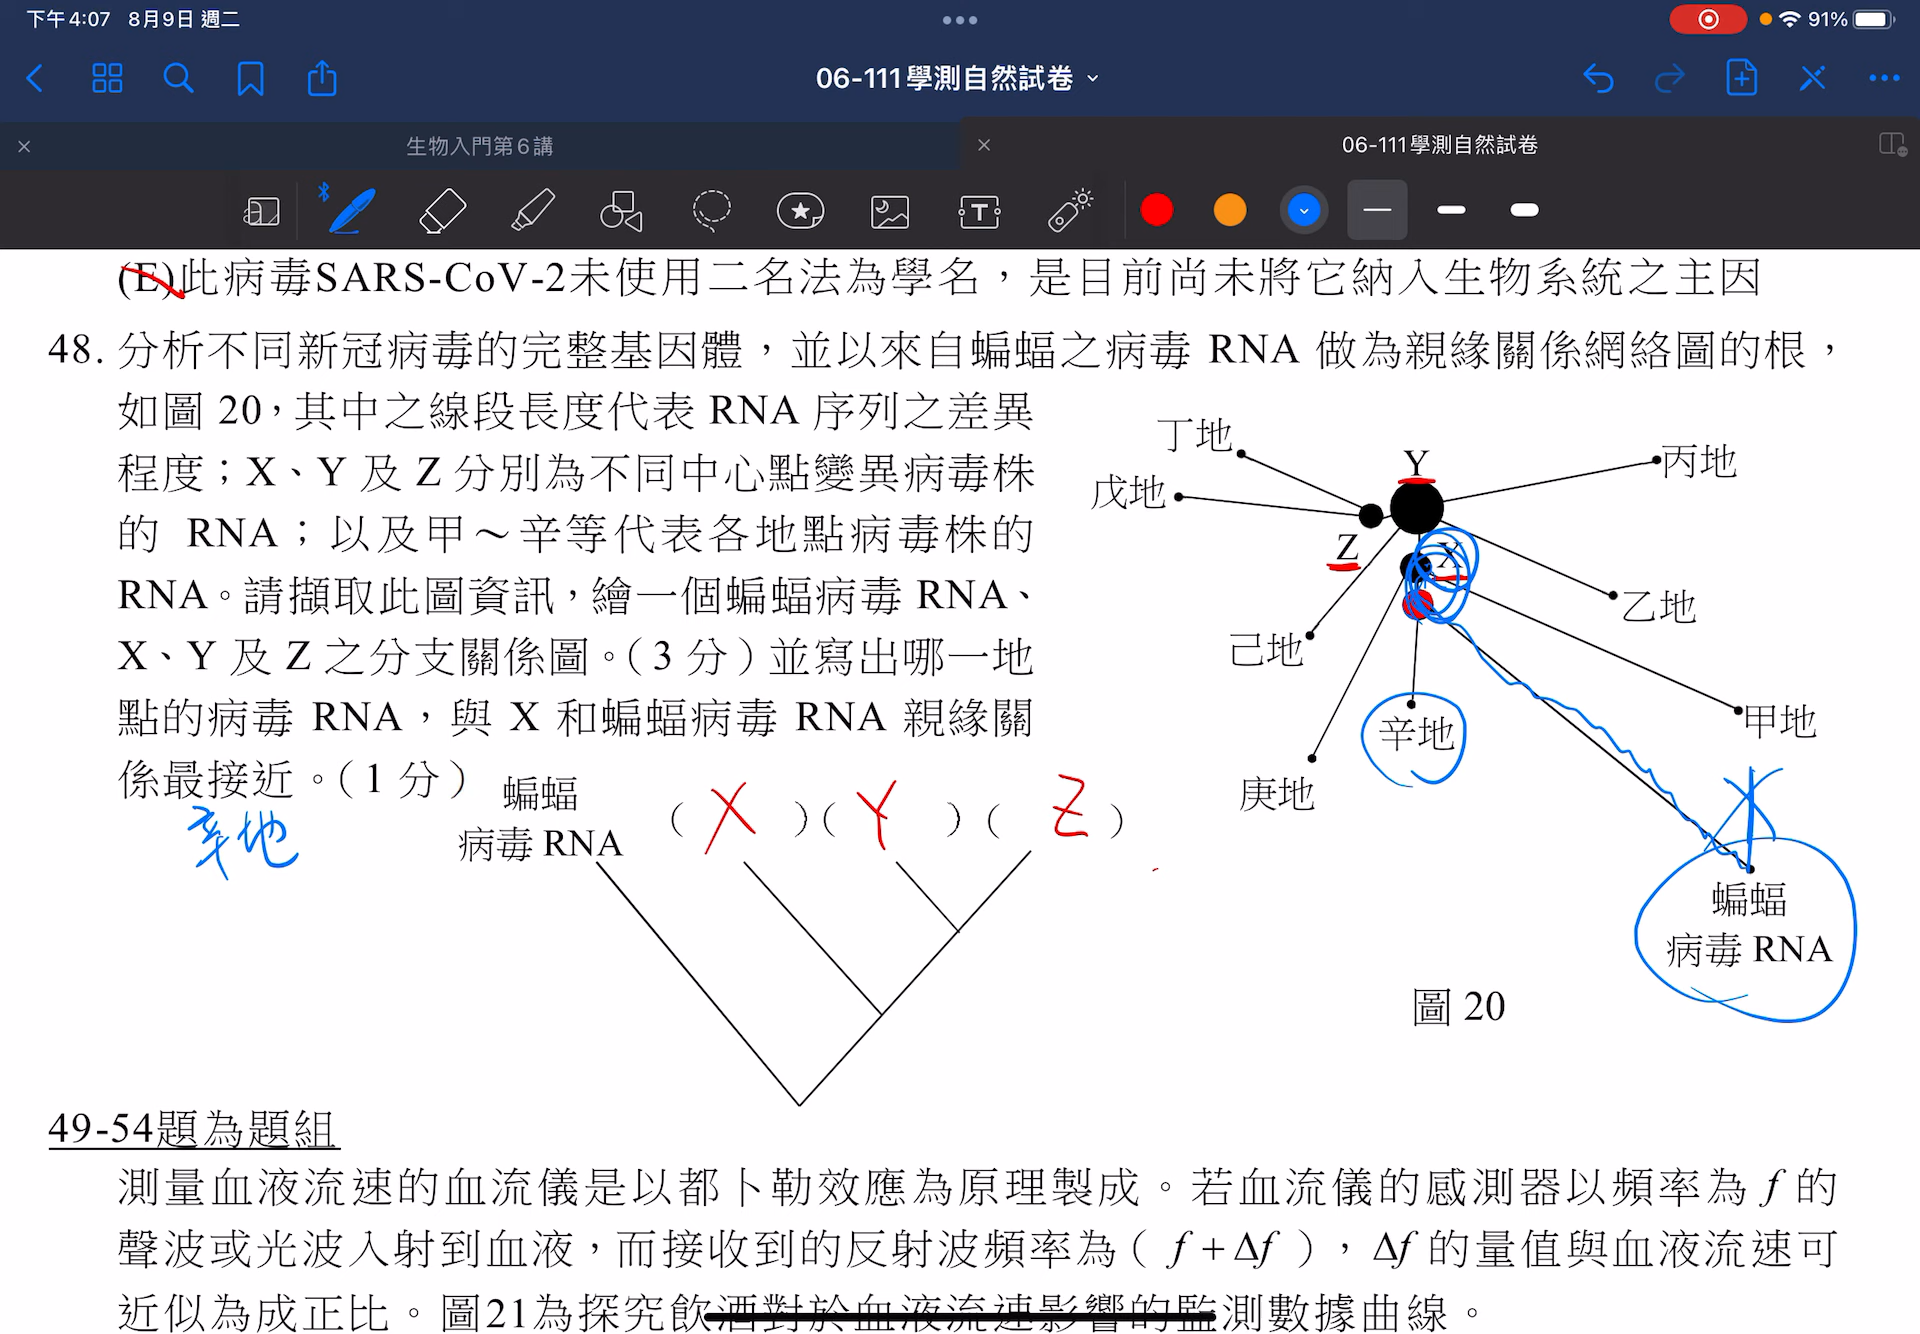 下午4:07 8月9日 週二
91%
06-111學測自然試卷
生物入門第6講
06-111學測自然試卷
(E)此病毒SARS-CoV-2未使用二名法為學名，是目前尚未將它納入生物系統之主因
48. 分析不同新冠病毒的完整基因體，並以來自蝙蝠之病毒 RNA 做為親緣關係網絡圖的根，
如圖 20，其中之線段長度代表 RNA 序列之差異
程度；X、Y 及 Z 分別為不同中心點變異病毒株
的 RNA；以及甲～辛等代表各地點病毒株的
RNA。請擷取此圖資訊，繪一個蝙蝠病毒 RNA、
X、Y 及 Z 之分支關係圖。（3 分）並寫出哪一地
點的病毒 RNA，與 X 和蝙蝠病毒 RNA 親緣關
係最接近。（1 分）
辛地
蝙蝠
病毒 RNA
( X ) ( Y ) ( Z )
丁地
戊地
Y
丙地
Z
X
乙地
己地
辛地
甲地
庚地
蝙蝠
病毒 RNA
圖 20
49-54題為題組
測量血液流速的血流儀是以都卜勒效應為原理製成。若血流儀的感測器以頻率為 f 的
聲波或光波入射到血液，而接收到的反射波頻率為（ f + Δf ），Δf 的量值與血液流速可
近似為成正比。圖21為探究飲酒對於血液流速影響的監測數據曲線。